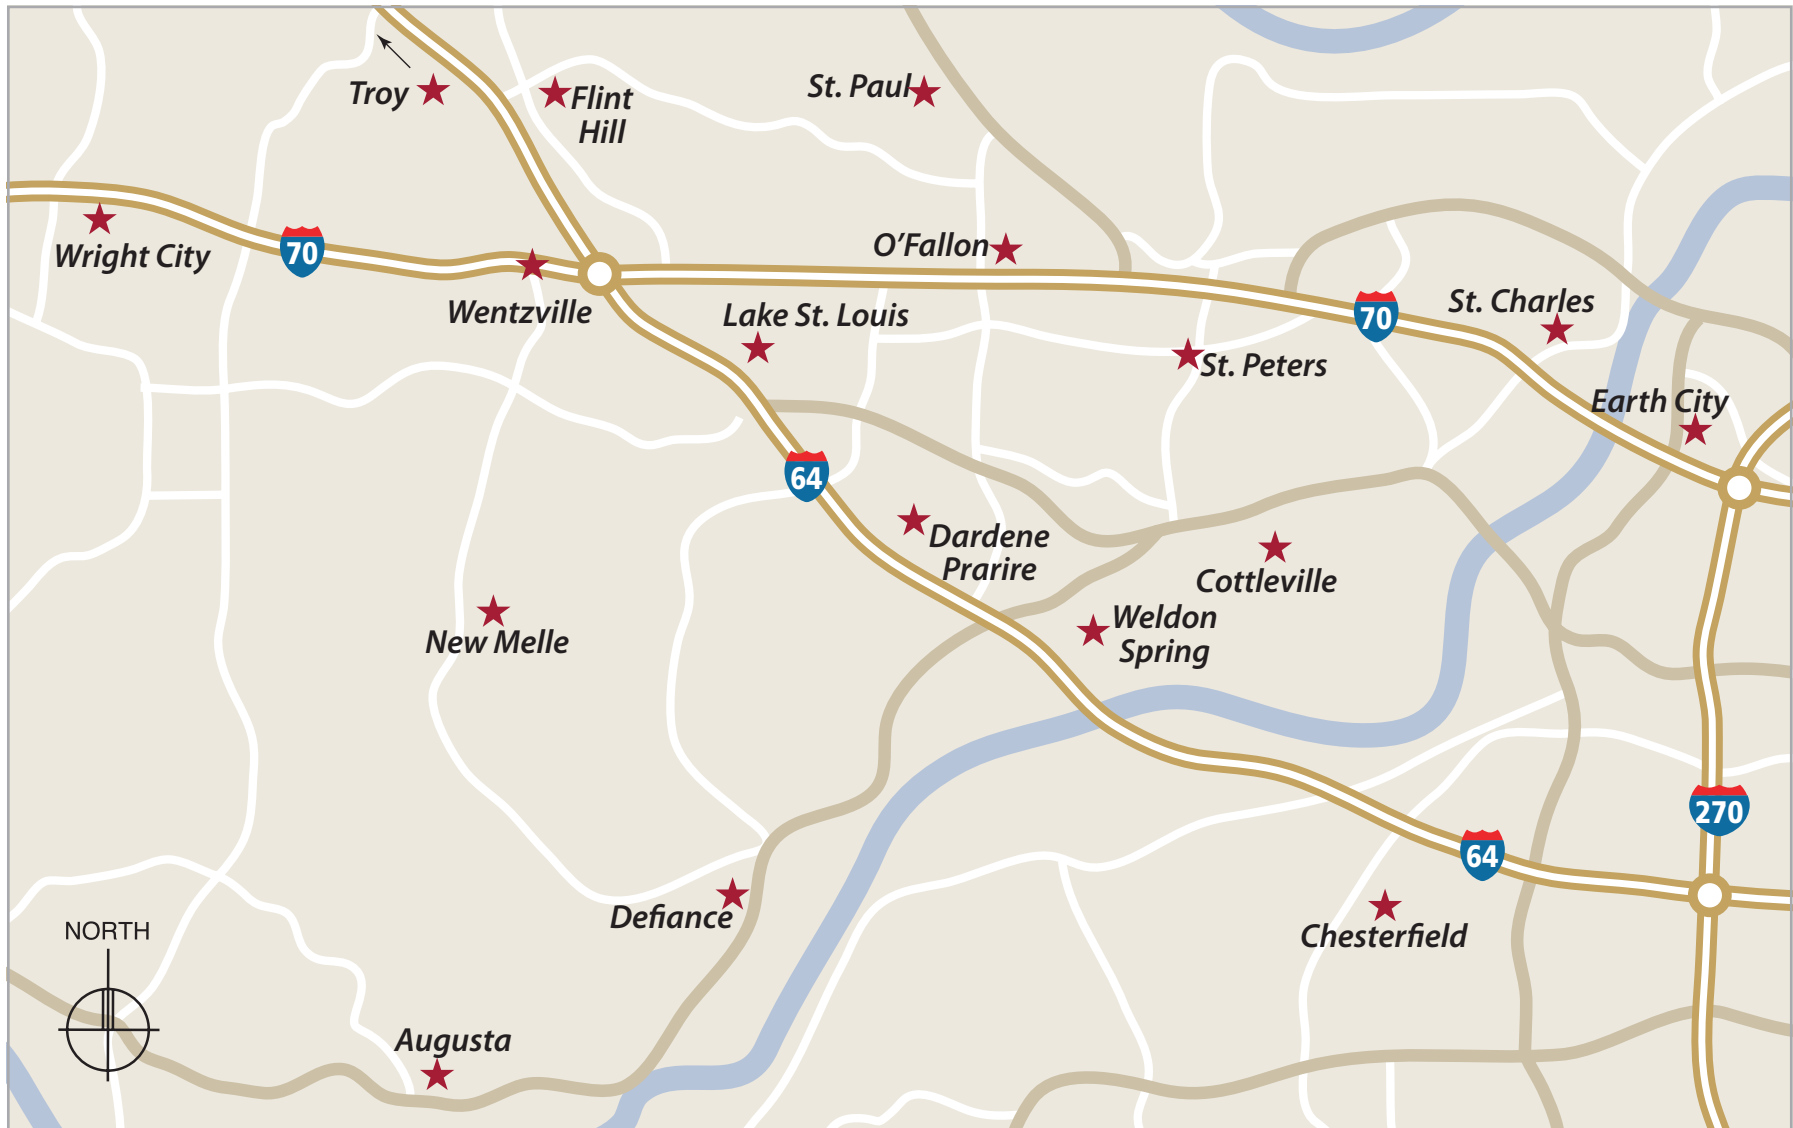 Troy
Flint
Hill
St. Paul
Wright City
70
Wentzville
O'Fallon
Lake St. Louis
70
St. Charles
St. Peters
Earth City
64
Dardene
Prarire
Cottleville
New Melle
Weldon
Spring
270
64
Defiance
Chesterfield
NORTH
Augusta